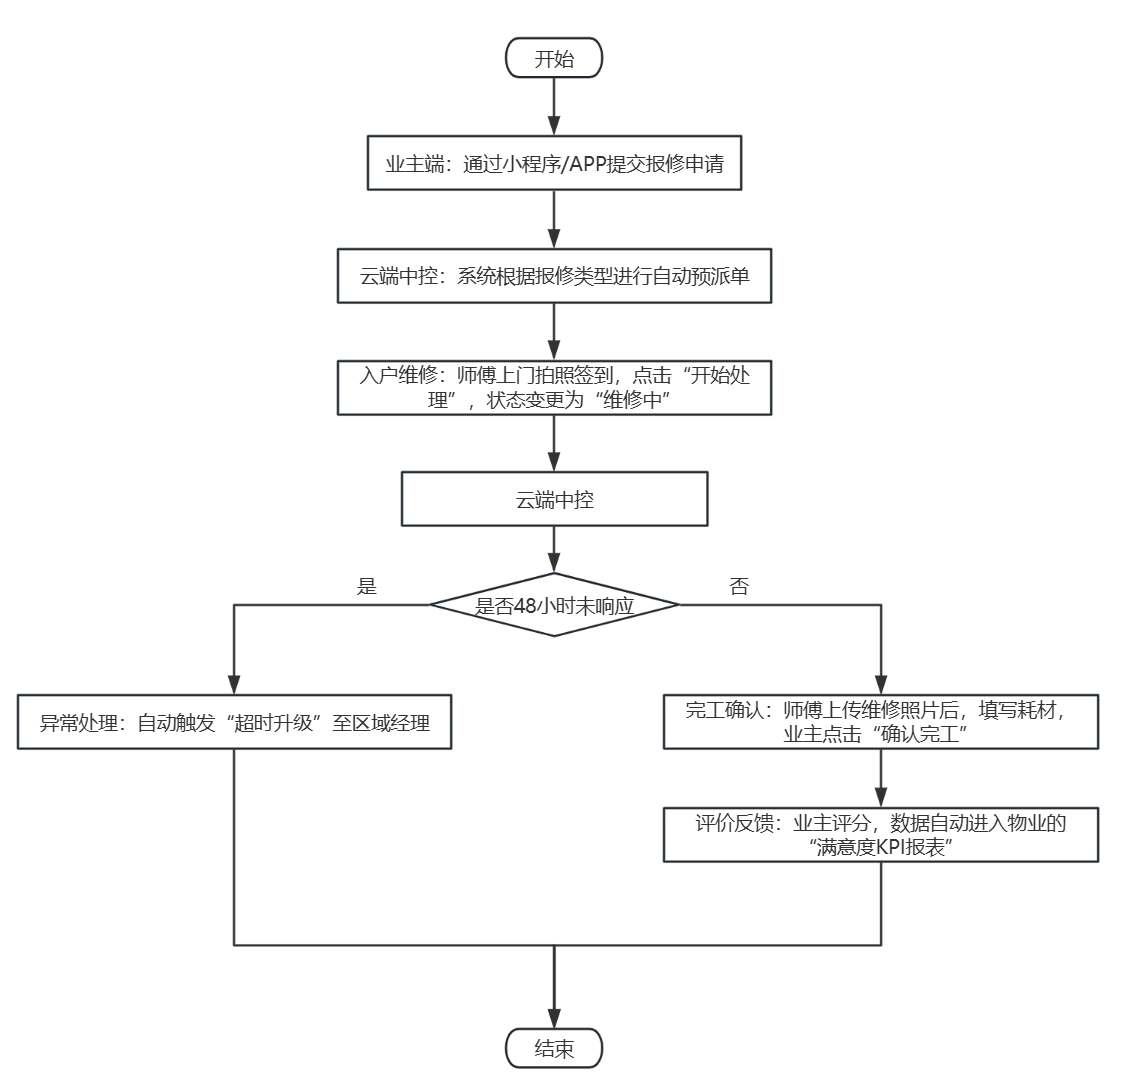 开始
业主端：通过小程序/APP提交报修申请
云端中控：系统根据报修类型进行自动预派单
入户维修：师傅上门拍照签到，点击“开始处
理”，状态变更为“维修中”
云端中控
是
否
是否48小时未响应
异常处理：自动触发“超时升级”至区域经理
完工确认：师傅上传维修照片后，填写耗材，
业主点击“确认完工”
评价反馈：业主评分，数据自动进入物业的
“满意度KPI报表”
结束